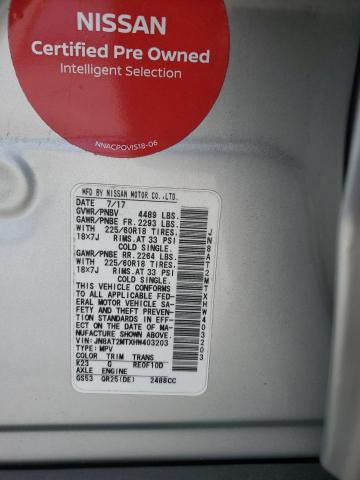 NISSAN
Certified Pre Owned
Intelligent Selection
NNACPOVIS18-06
MFD BY NISSAN MOTOR CO.,LTD.
DATE 7/17
GVWR/PNBV 4489 LBS.
GAWR/PNBE FR. 2293 LBS.
WITH 225/60R18 TIRES.
18×7J RIMS.AT 33 PSI
COLD SINGLE.
GAWR/PNBE RR. 2264 LBS.
WITH 225/60R18 TIRES.
18×7J RIMS.AT 33 PSI
COLD SINGLE.
THIS VEHICLE CONFORMS
TO ALL APPLICABLE FED-
ERAL MOTOR VEHICLE SA-
FETY AND THEFT PREVEN-
TION STANDARDS IN EFF-
ECT ON THE DATE OF MA-
NUFACTURE SHOWN ABOVE.
VIN:JN8AT2MTXHW403203
TYPE: MPV
COLOR TRIM TRANS
K23 G RE0F10D
AXLE ENGINE
GS53 QR25(DE) 2488CC
JN8AT2MTXHW403203